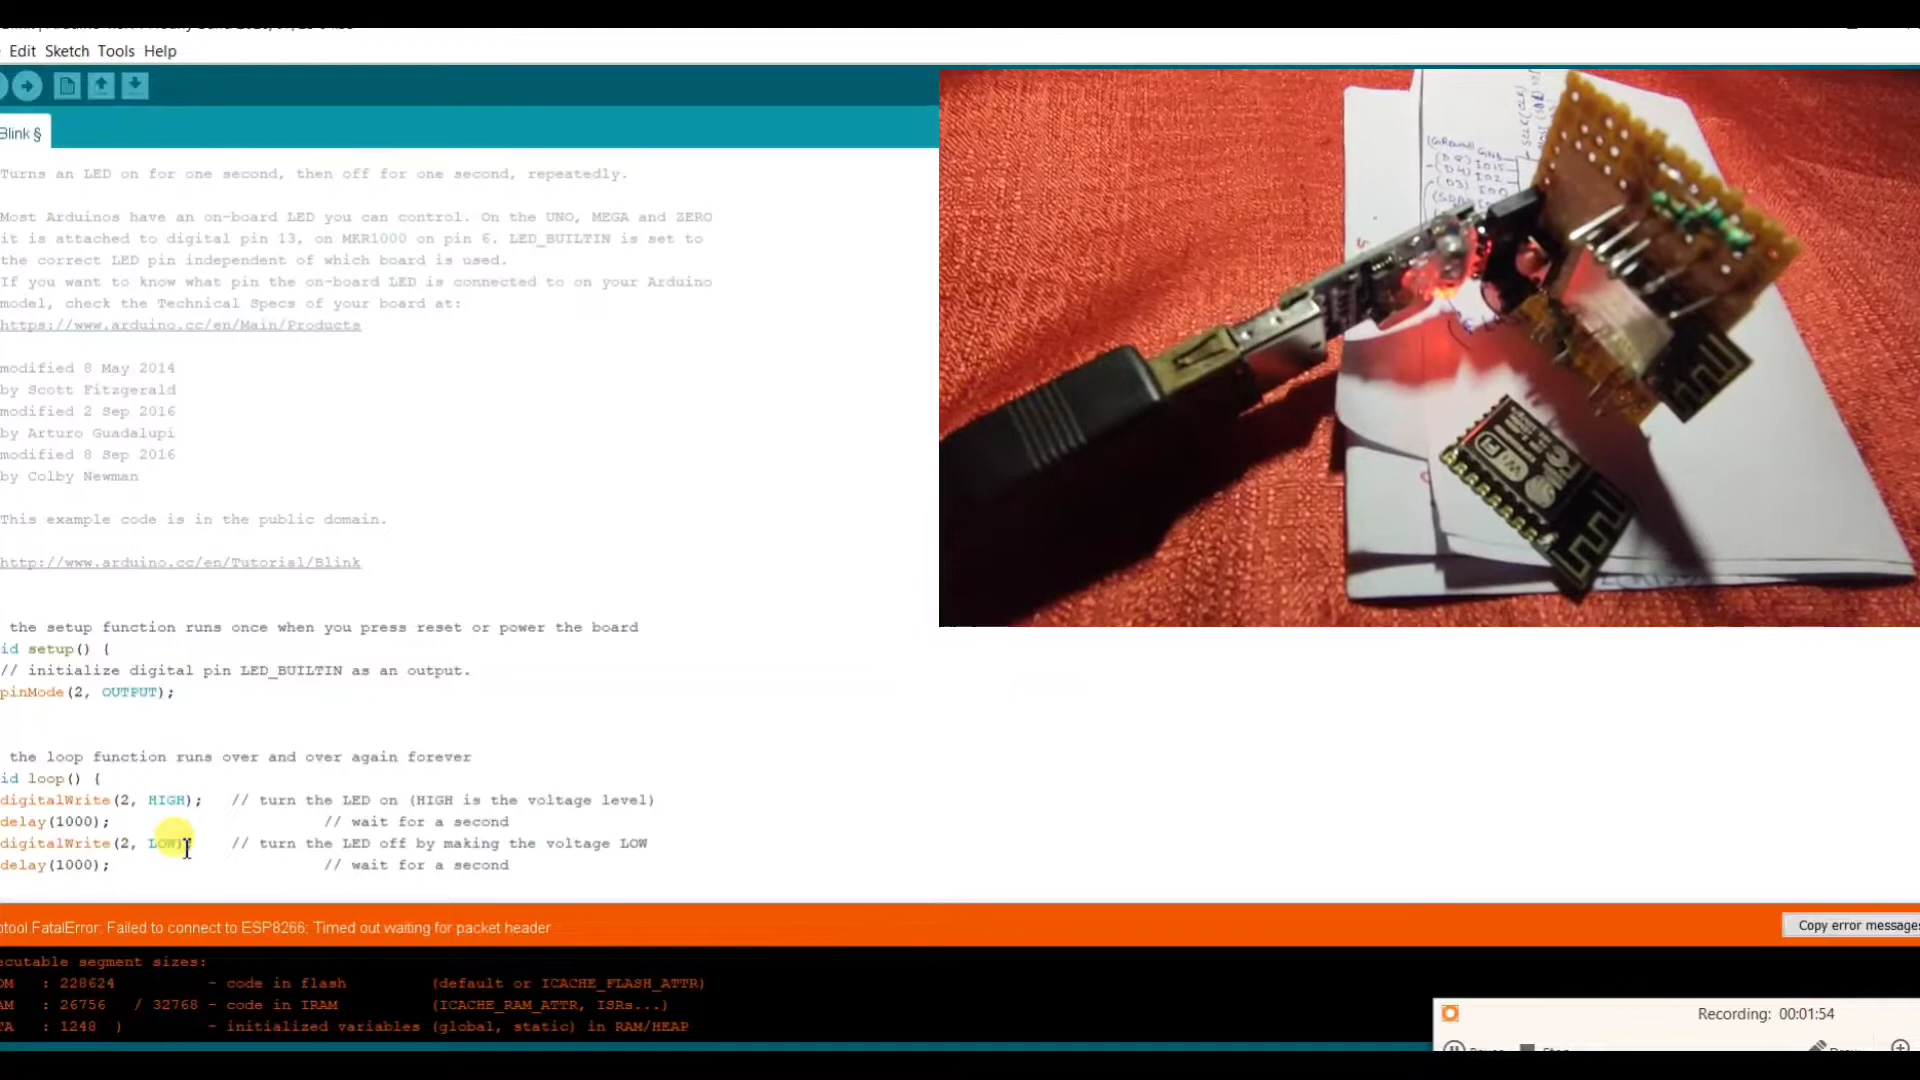 Edit Sketch Tools Help
Blink §
Turns an LED on for one second, then off for one second, repeatedly.
Most Arduinos have an on-board LED you can control. On the UNO, MEGA and ZERO
it is attached to digital pin 13, on MKR1000 on pin 6. LED_BUILTIN is set to
the correct LED pin independent of which board is used.
If you want to know what pin the on-board LED is connected to on your Arduino
model, check the Technical Specs of your board at:
https://www.arduino.cc/en/Main/Products
modified 8 May 2014
by Scott Fitzgerald
modified 2 Sep 2016
by Arturo Guadalupi
modified 8 Sep 2016
by Colby Newman
This example code is in the public domain.
http://www.arduino.cc/en/Tutorial/Blink
the setup function runs once when you press reset or power the board
id setup() {
// initialize digital pin LED_BUILTIN as an output.
pinMode(2, OUTPUT);
the loop function runs over and over again forever
id loop() {
digitalWrite(2, HIGH); // turn the LED on (HIGH is the voltage level)
delay(1000); // wait for a second
digitalWrite(2, LOW) // turn the LED off by making the voltage LOW
delay(1000); // wait for a second
(GROUND) GND
(D8) IO15
(D4) IO2
(D3) IO0
WiFi
ptool.FatalError: Failed to connect to ESP8266: Timed out waiting for packet header
Copy error messages
ecutable segment sizes:
OM : 228624 - code in flash (default or ICACHE_FLASH_ATTR)
AM : 26756 / 32768 - code in IRAM (ICACHE_RAM_ATTR, ISRs...)
TA : 1248 ) - initialized variables (global, static) in RAM/HEAP
Recording: 00:01:54